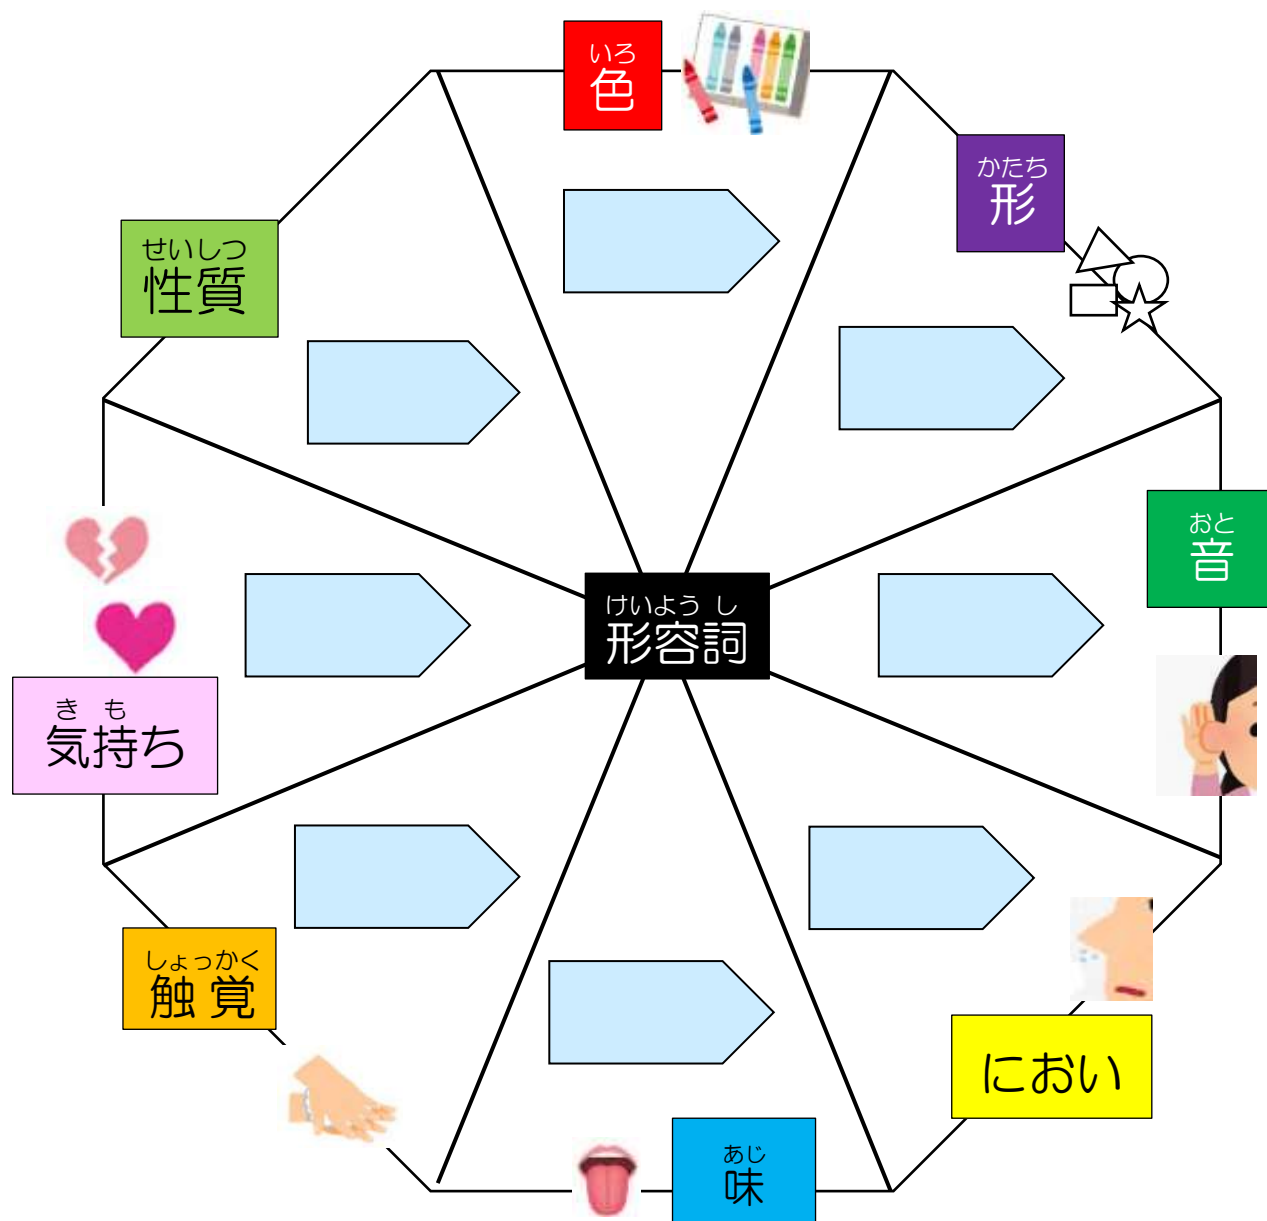 いろ
色
かたち
形
せいしつ
性質
おと
音
けいようし
形容詞
きも
気持ち
しょっかく
触覚
におい
あじ
味